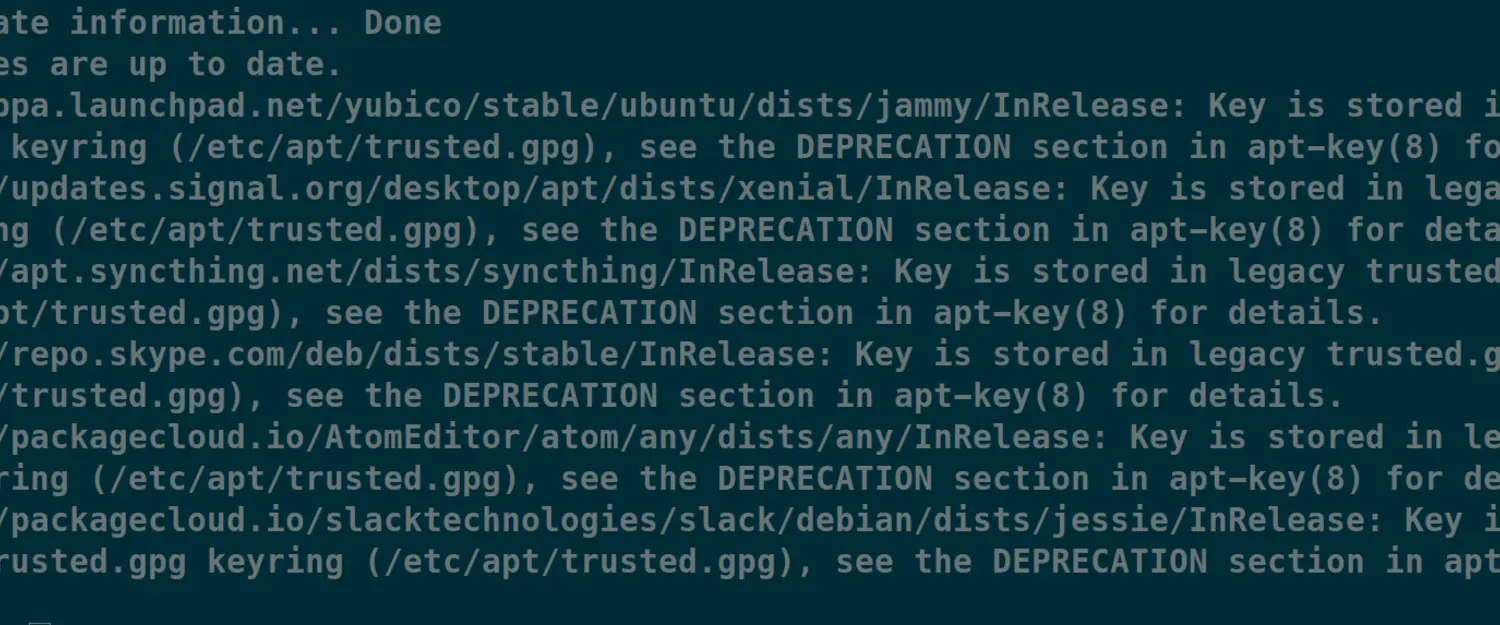 ate information... Done
es are up to date.
ppa.launchpad.net/yubico/stable/ubuntu/dists/jammy/InRelease: Key is stored i
keyring (/etc/apt/trusted.gpg), see the DEPRECATION section in apt-key(8) fo
/updates.signal.org/desktop/apt/dists/xenial/InRelease: Key is stored in lega
ng (/etc/apt/trusted.gpg), see the DEPRECATION section in apt-key(8) for deta
/apt.syncthing.net/dists/syncthing/InRelease: Key is stored in legacy trusted
pt/trusted.gpg), see the DEPRECATION section in apt-key(8) for details.
/repo.skype.com/deb/dists/stable/InRelease: Key is stored in legacy trusted.g
/trusted.gpg), see the DEPRECATION section in apt-key(8) for details.
/packagecloud.io/AtomEditor/atom/any/dists/any/InRelease: Key is stored in le
ring (/etc/apt/trusted.gpg), see the DEPRECATION section in apt-key(8) for de
/packagecloud.io/slacktechnologies/slack/debian/dists/jessie/InRelease: Key i
rusted.gpg keyring (/etc/apt/trusted.gpg), see the DEPRECATION section in apt